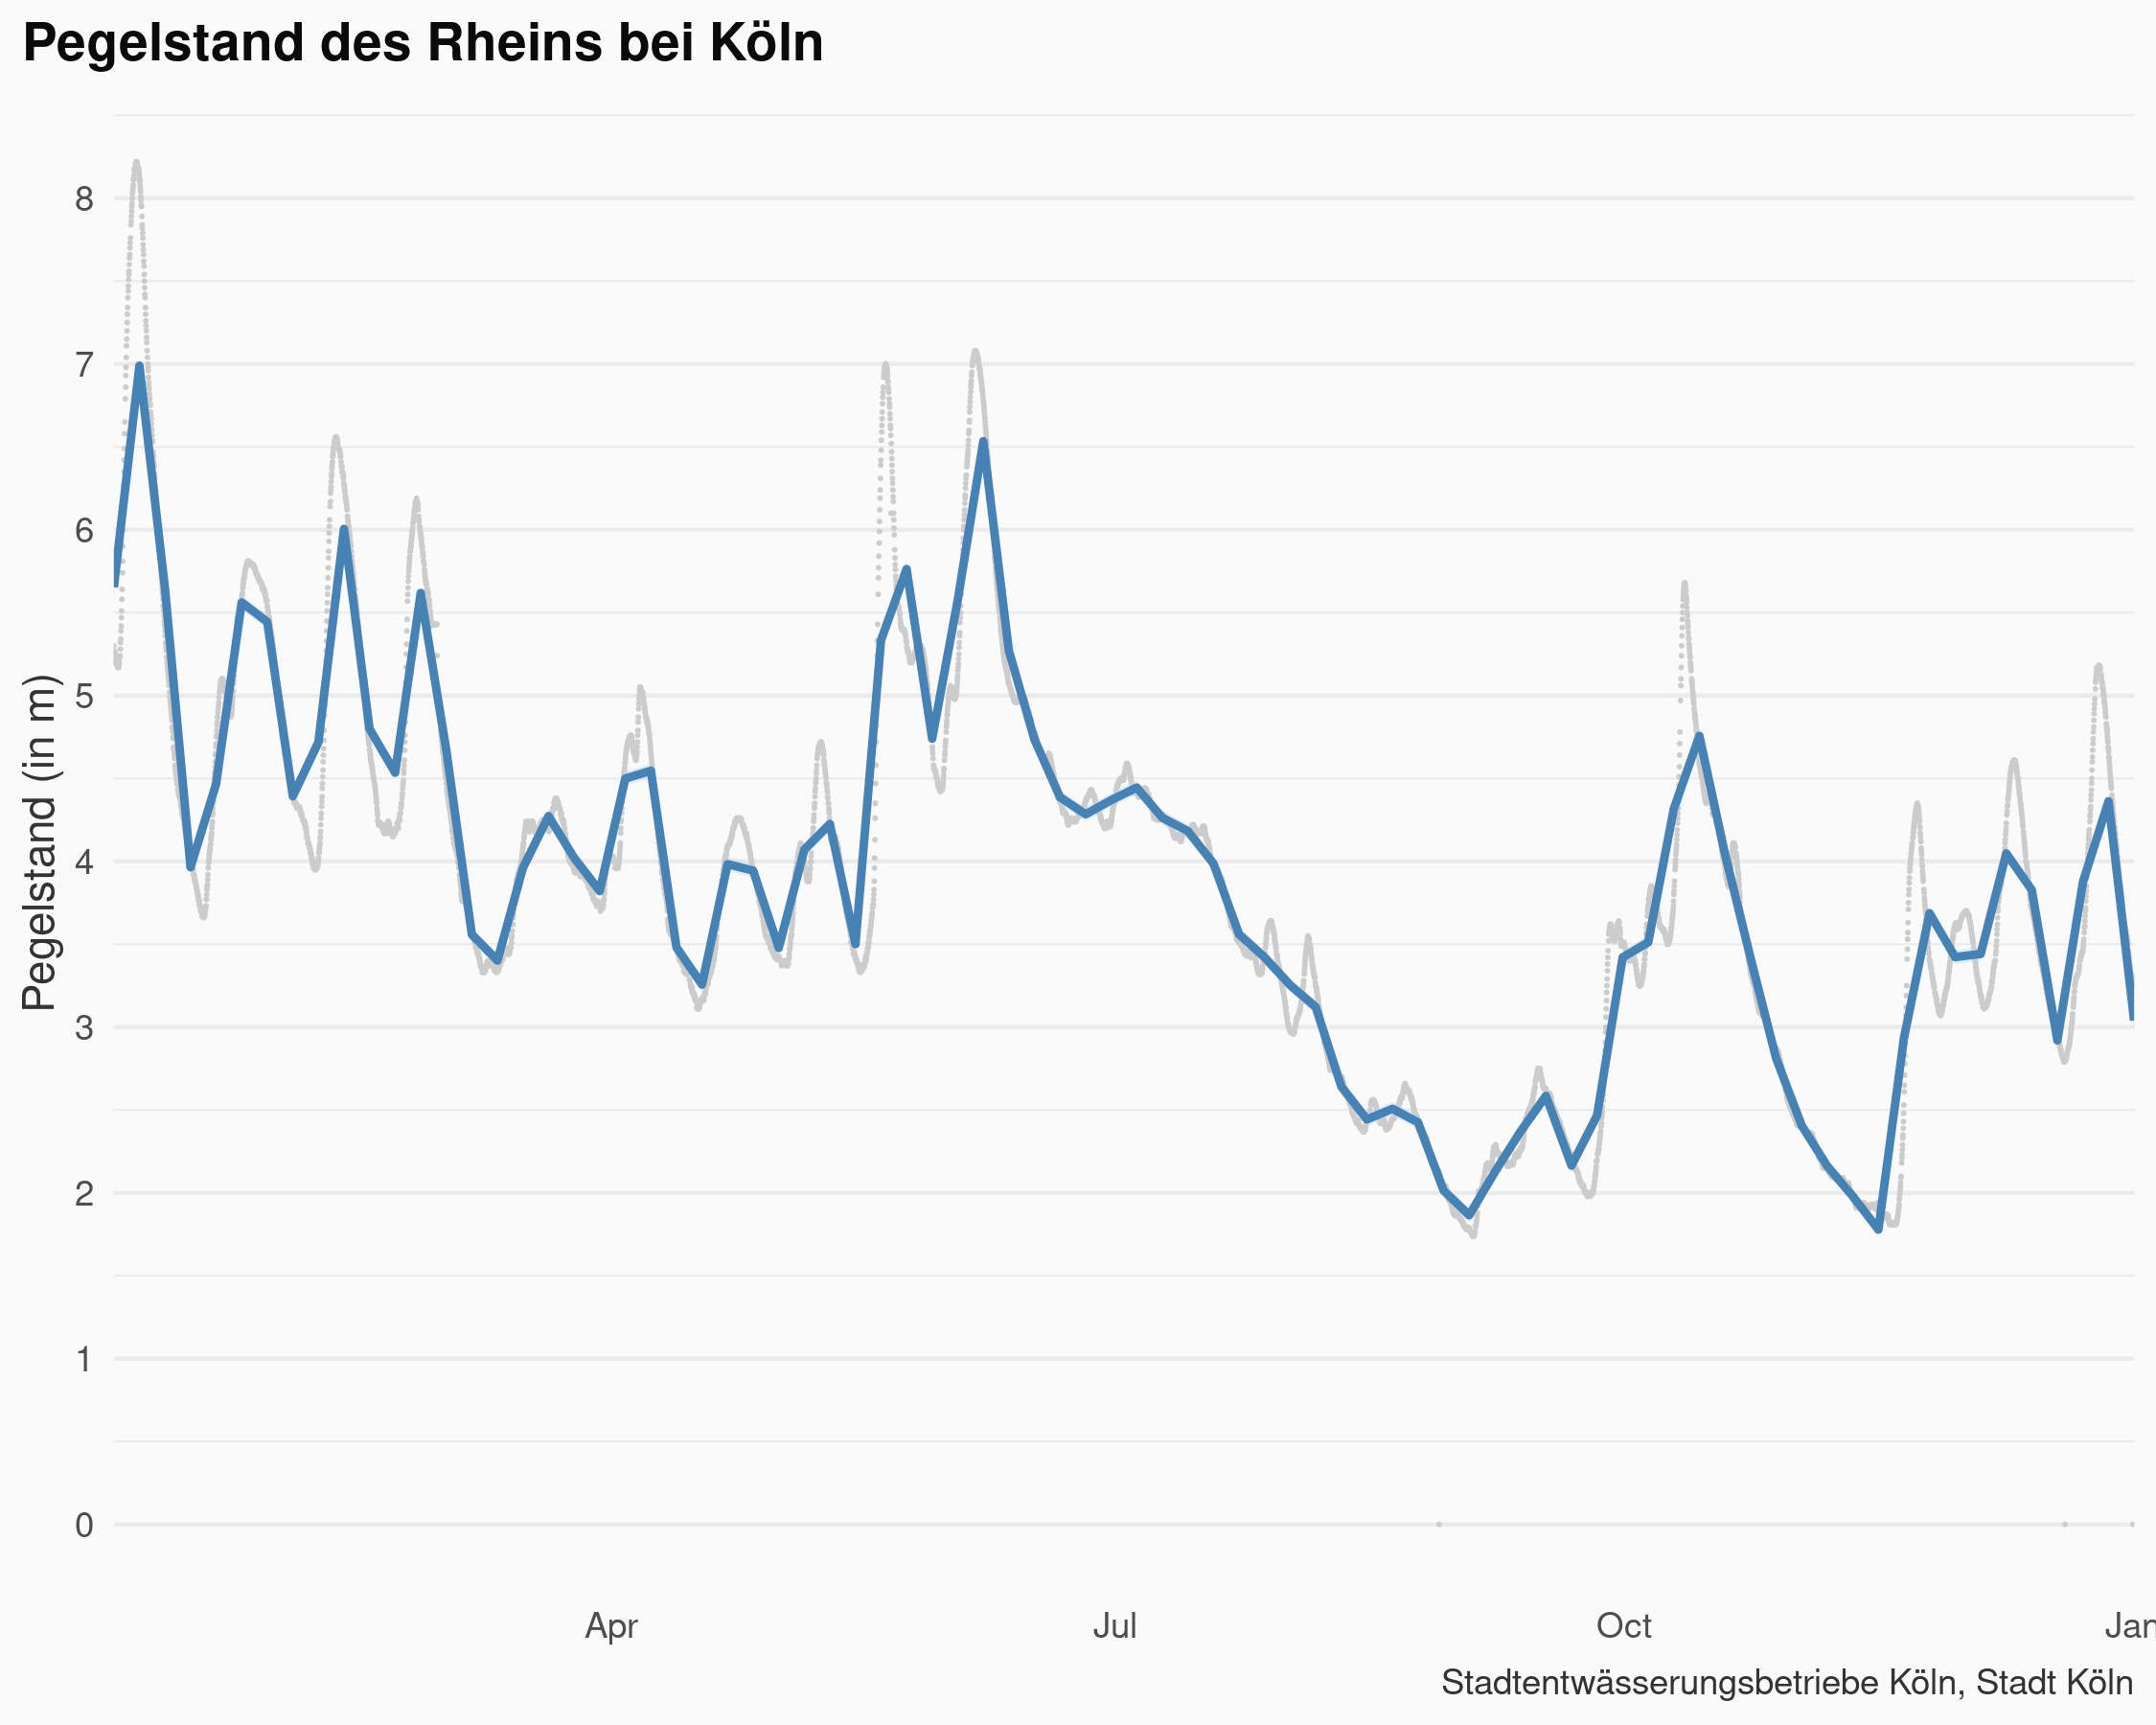 Pegelstand des Rheins bei Köln
Pegelstand (in m)
8
7
6
5
4
3
2
1
0
Apr
Jul
Oct
Jan
Stadtentwässerungsbetriebe Köln, Stadt Köln